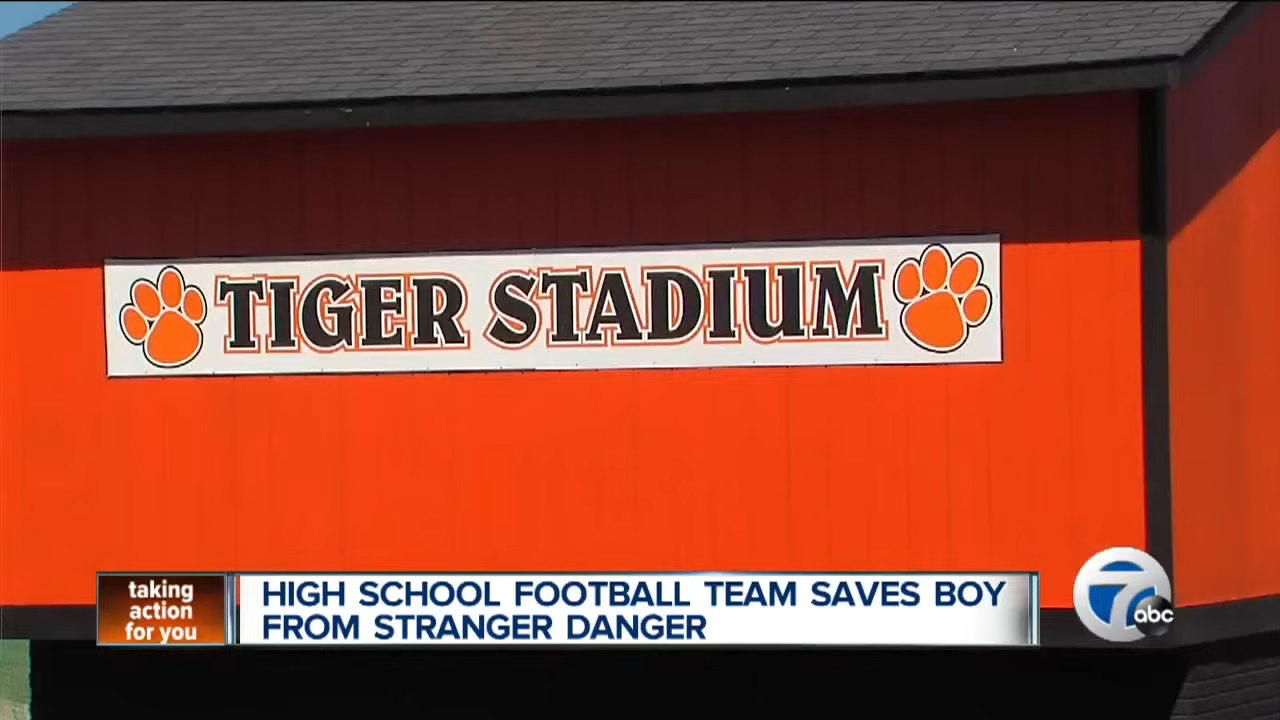 TIGER STADIUM
taking
action
for you
HIGH SCHOOL FOOTBALL TEAM SAVES BOY
FROM STRANGER DANGER
7
abc